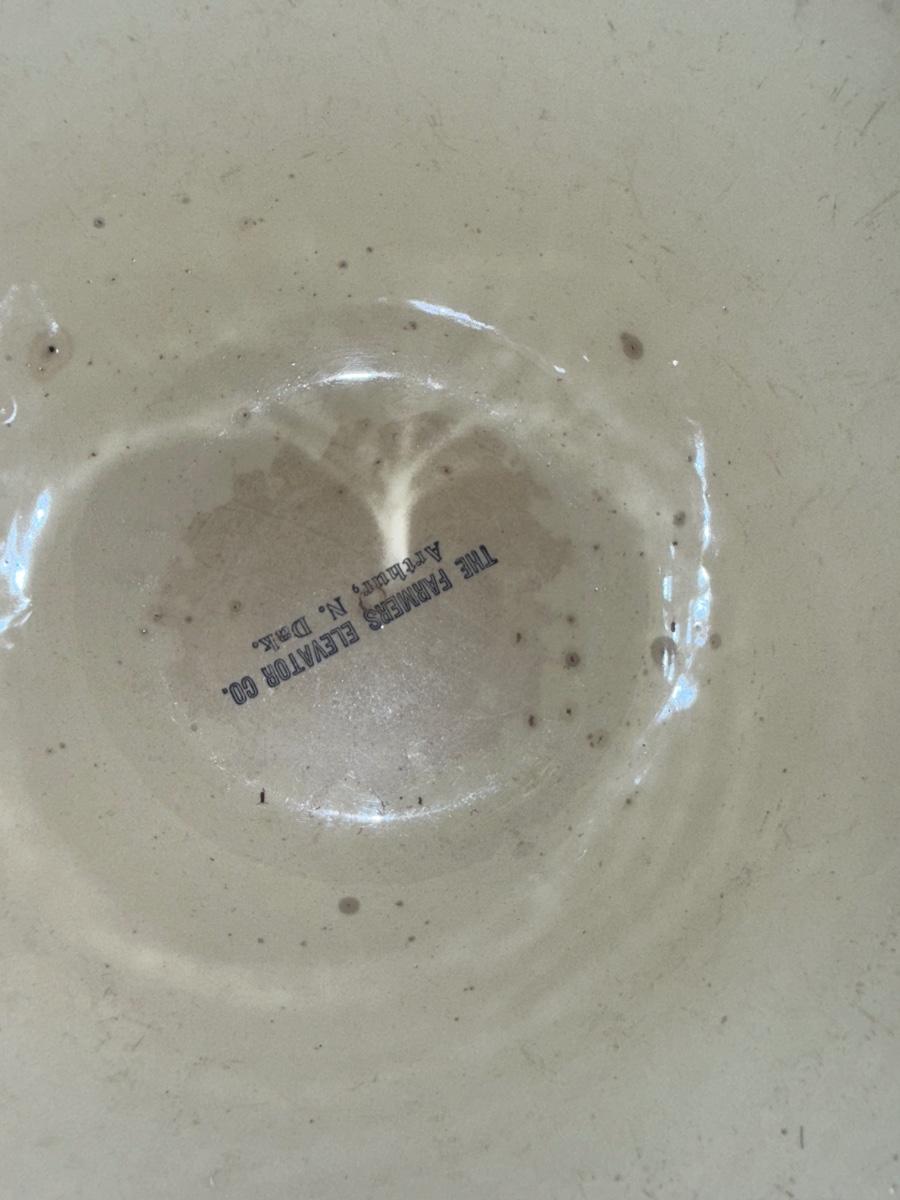 THE FARMERS ELEVATOR CO.
Arthur, N. Dak.